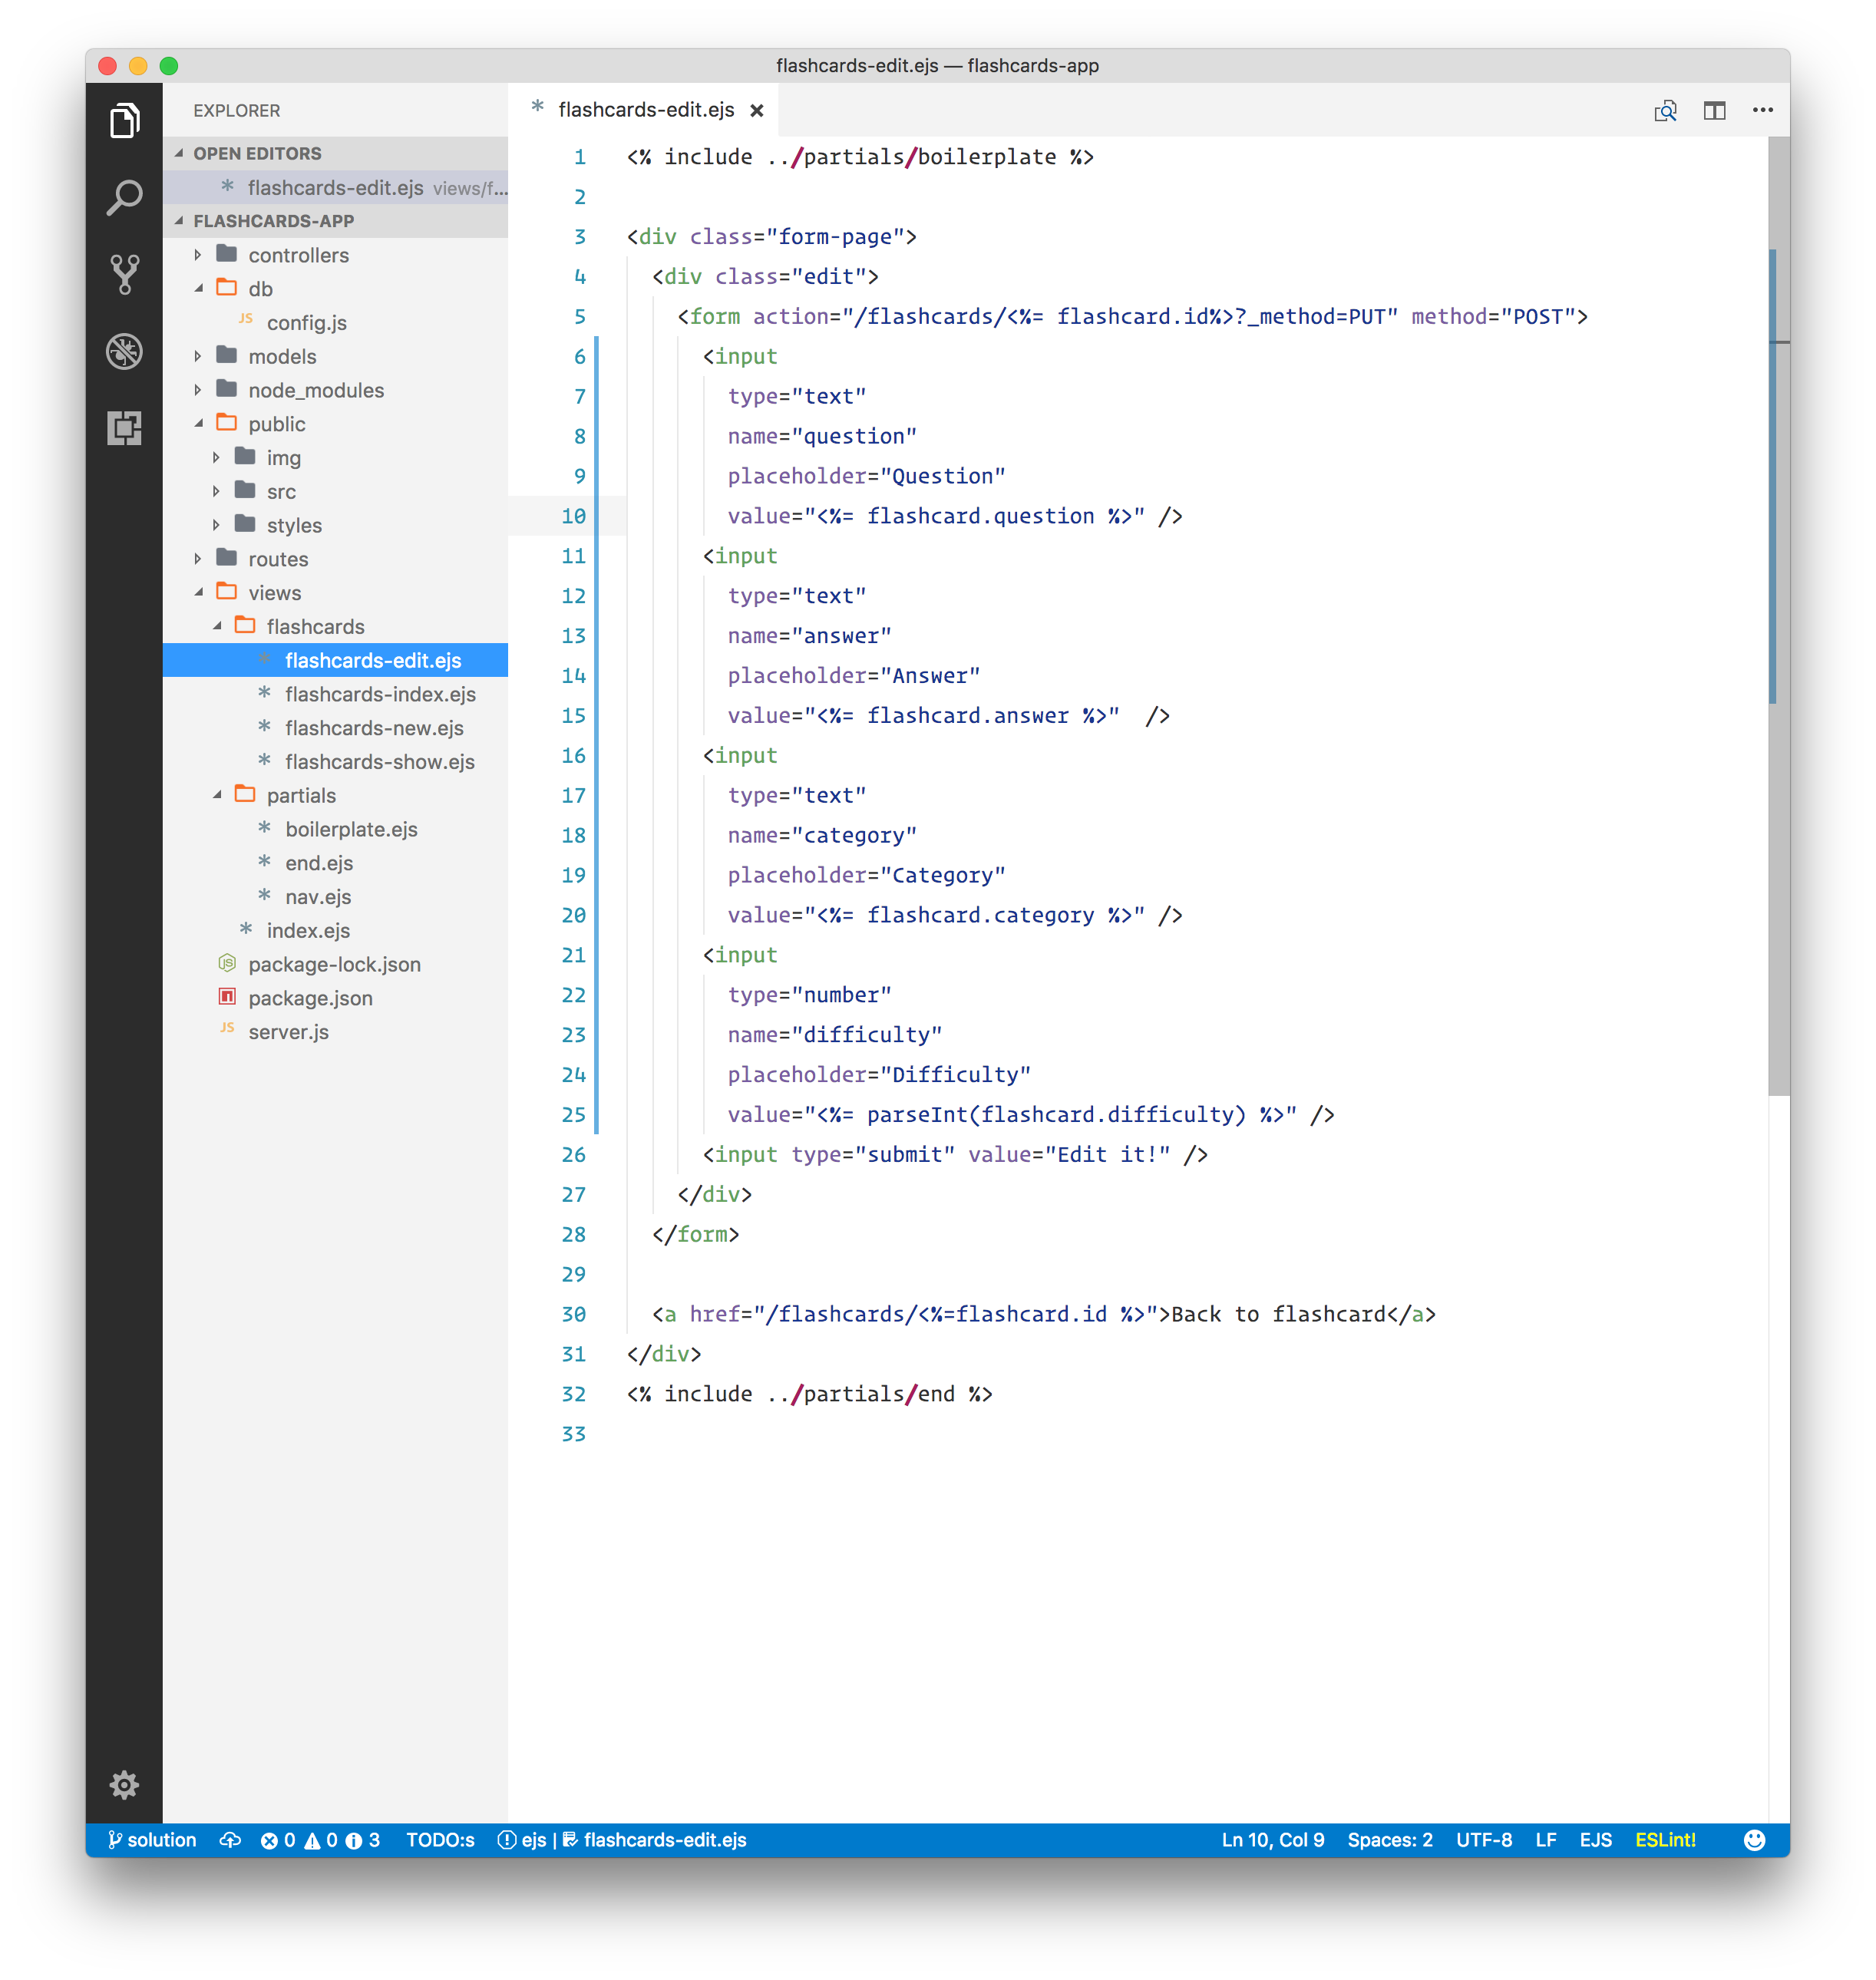 flashcards-edit.ejs — flashcards-app
EXPLORER
OPEN EDITORS
* flashcards-edit.ejs views/f...
FLASHCARDS-APP
controllers
db
JS config.js
models
node_modules
public
img
src
styles
routes
views
flashcards
* flashcards-edit.ejs
* flashcards-index.ejs
* flashcards-new.ejs
* flashcards-show.ejs
partials
* boilerplate.ejs
* end.ejs
* nav.ejs
* index.ejs
JS package-lock.json
package.json
JS server.js
* flashcards-edit.ejs ×
1 <% include ../partials/boilerplate %>
2
3 <div class="form-page">
4 <div class="edit">
5 <form action="/flashcards/<%= flashcard.id%>?_method=PUT" method="POST">
6 <input
7 type="text"
8 name="question"
9 placeholder="Question"
10 value="<%= flashcard.question %>" />
11 <input
12 type="text"
13 name="answer"
14 placeholder="Answer"
15 value="<%= flashcard.answer %>"  />
16 <input
17 type="text"
18 name="category"
19 placeholder="Category"
20 value="<%= flashcard.category %>" />
21 <input
22 type="number"
23 name="difficulty"
24 placeholder="Difficulty"
25 value="<%= parseInt(flashcard.difficulty) %>" />
26 <input type="submit" value="Edit it!" />
27 </div>
28 </form>
29
30 <a href="/flashcards/<%=flashcard.id %>">Back to flashcard</a>
31 </div>
32 <% include ../partials/end %>
33
solution 0 0 3 TODO:s ejs | flashcards-edit.ejs Ln 10, Col 9 Spaces: 2 UTF-8 LF EJS ESLint!